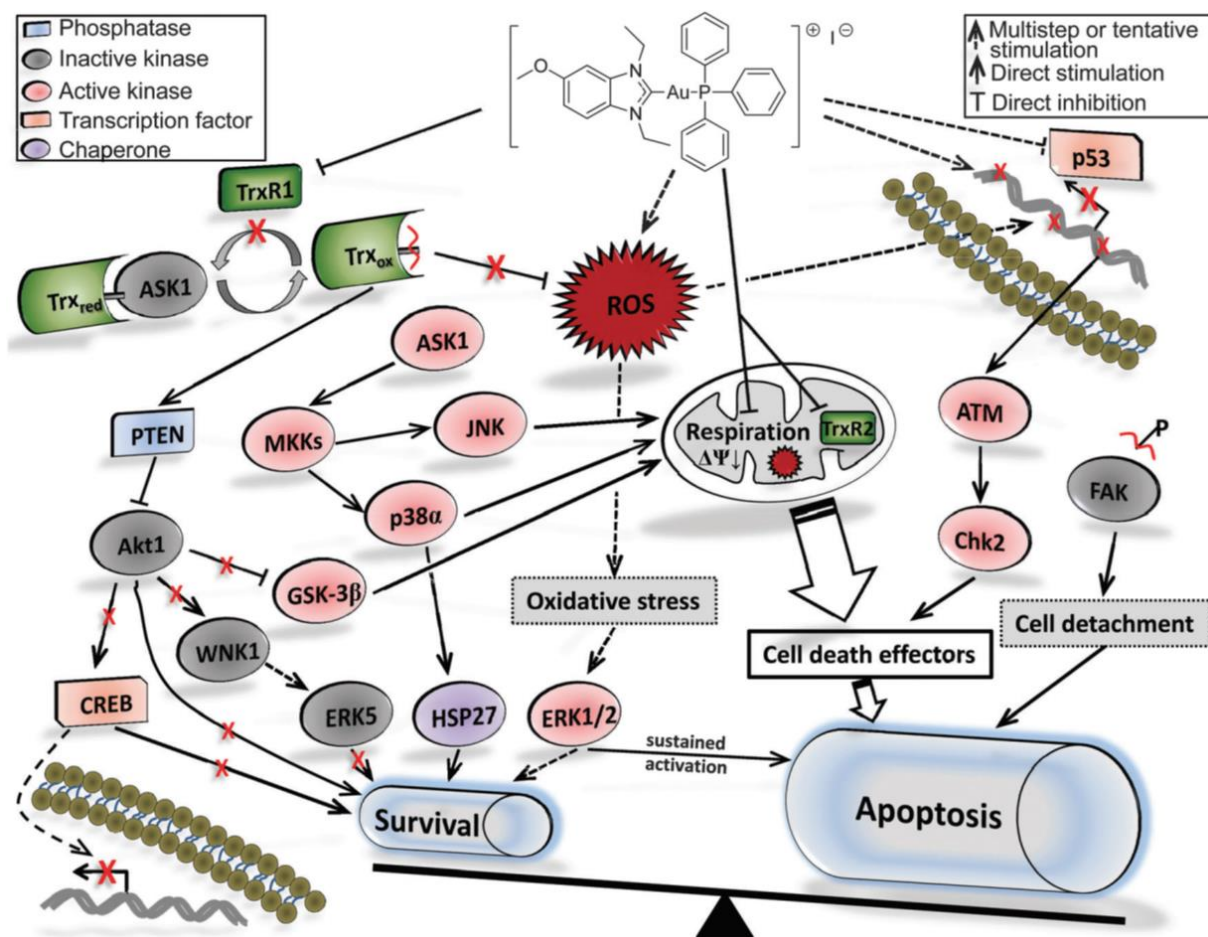 Phosphatase
Inactive kinase
Active kinase
Transcription factor
Chaperone
O
N
N
Au
P
⊕
I⊖
Multistep or tentative
stimulation
Direct stimulation
Direct inhibition
p53
TrxR1
Trxox
Trxred
ASK1
ROS
ASK1
PTEN
MKKs
JNK
Respiration
ΔΨ↓
TrxR2
ATM
P
FAK
p38α
Akt1
GSK-3β
Chk2
Oxidative stress
Cell detachment
WNK1
Cell death effectors
CREB
ERK5
HSP27
ERK1/2
sustained
activation
Survival
Apoptosis